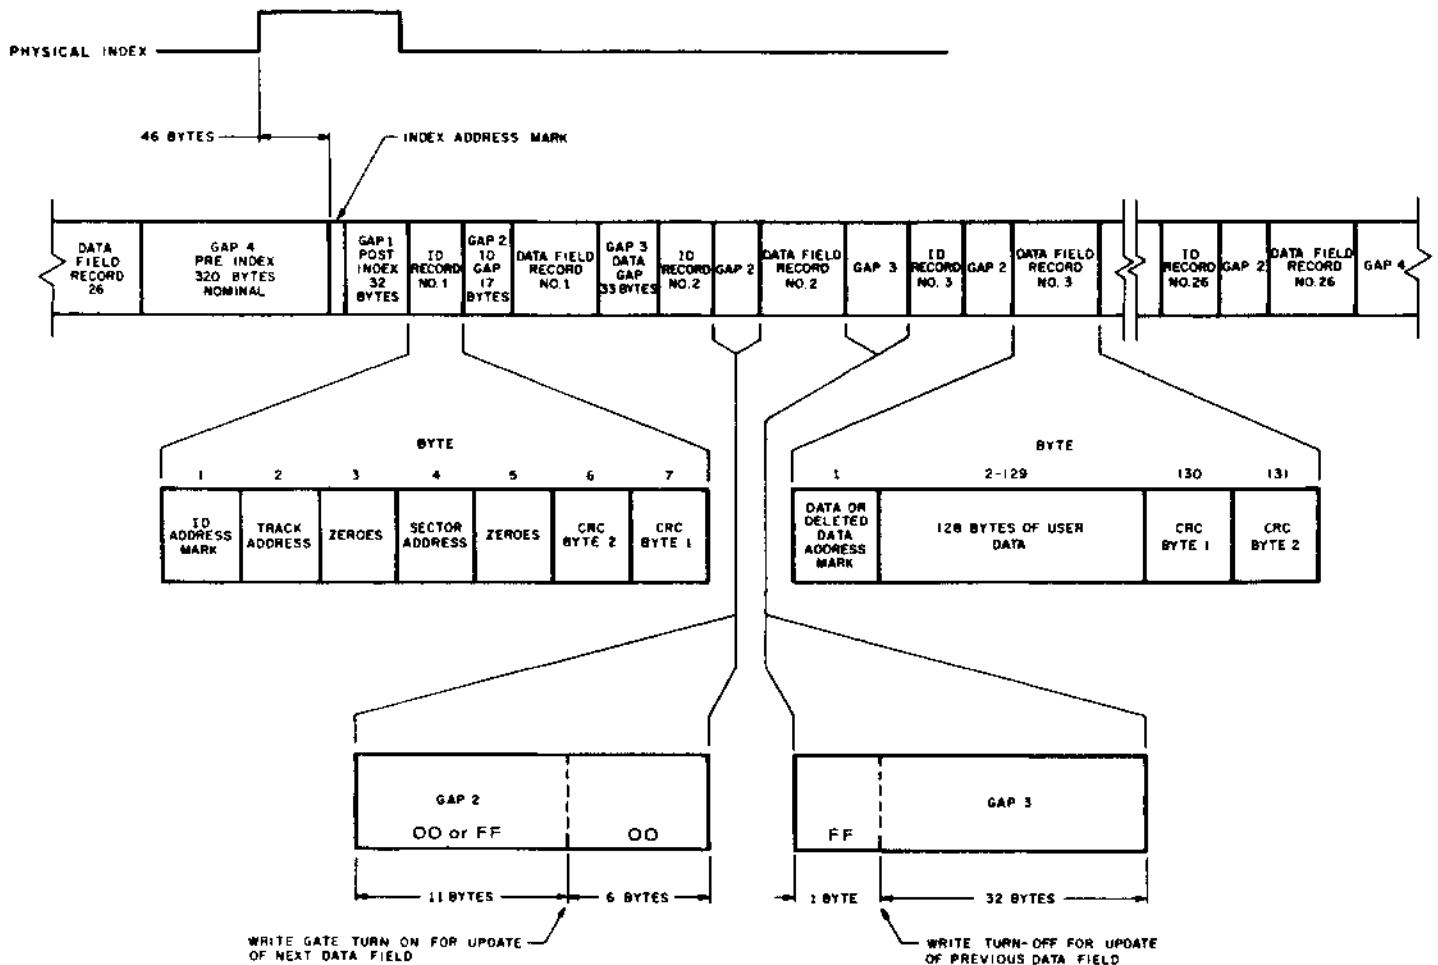 PHYSICAL INDEX
46 BYTES
INDEX ADDRESS MARK
DATA
FIELD
RECORD
26
GAP 4
PRE INDEX
320 BYTES
NOMINAL
GAP 1
POST
INDEX
32
BYTES
ID
RECORD
NO.1
GAP 2
ID
GAP
17
BYTES
DATA FIELD
RECORD
NO.1
GAP 3
DATA
GAP
33 BYTES
ID
RECORD
NO.2
GAP 2
DATA FIELD
RECORD
NO.2
GAP 3
ID
RECORD
NO.3
GAP 2
DATA FIELD
RECORD
NO.3
ID
RECORD
NO.26
GAP 2
DATA FIELD
RECORD
NO.26
GAP 4
BYTE
1 2 3 4 5 6 7
ID
ADDRESS
MARK
TRACK
ADDRESS
ZEROES
SECTOR
ADDRESS
ZEROES
CRC
BYTE 2
CRC
BYTE 1
BYTE
1 2-129 130 131
DATA OR
DELETED
DATA
ADDRESS
MARK
128 BYTES OF USER
DATA
CRC
BYTE 1
CRC
BYTE 2
GAP 2
OO or FF
OO
11 BYTES
6 BYTES
WRITE GATE TURN ON FOR UPDATE
OF NEXT DATA FIELD
FF
GAP 3
1 BYTE
32 BYTES
WRITE TURN-OFF FOR UPDATE
OF PREVIOUS DATA FIELD